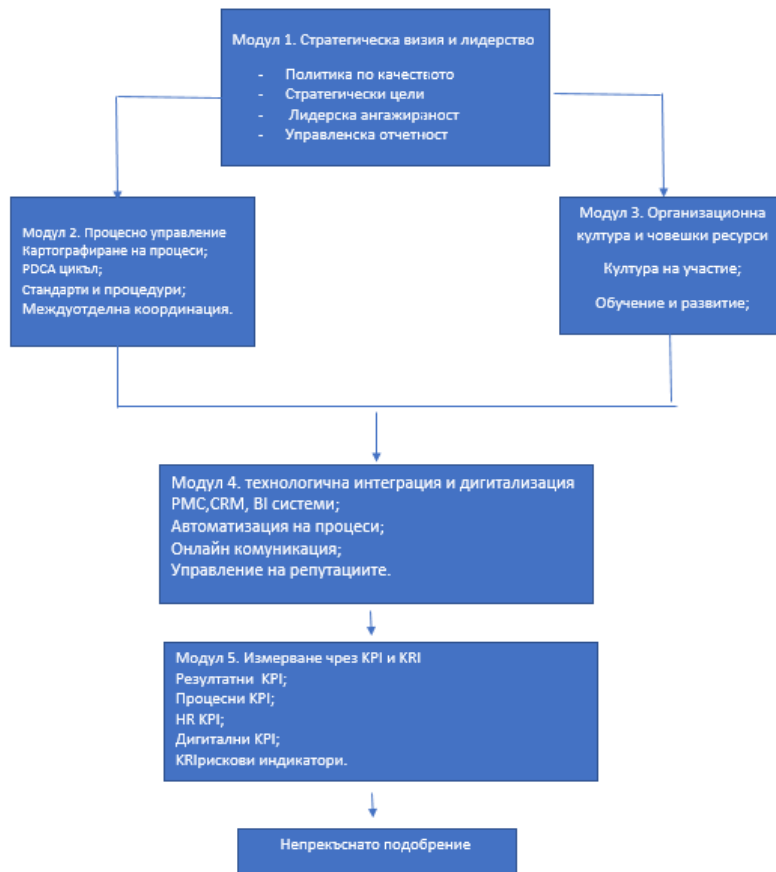 Модул 1. Стратегическа визия и лидерство
- Политика по качеството
- Стратегически цели
- Лидерска ангажираност
- Управленска отчетност
Модул 2. Процесно управление
Картографиране на процеси;
PDCA цикъл;
Стандарти и процедури;
Междуотделна координация.
Модул 3. Организационна
култура и човешки ресурси
Култура на участие;
Обучение и развитие;
Модул 4. технологична интеграция и дигитализация
PMC,CRM, BI системи;
Автоматизация на процеси;
Онлайн комуникация;
Управление на репутациите.
Модул 5. Измерване чрез KPI и KRI
Резултатни KPI;
Процесни KPI;
HR KPI;
Дигитални KPI;
KRIрискови индикатори.
Непрекъснато подобрение